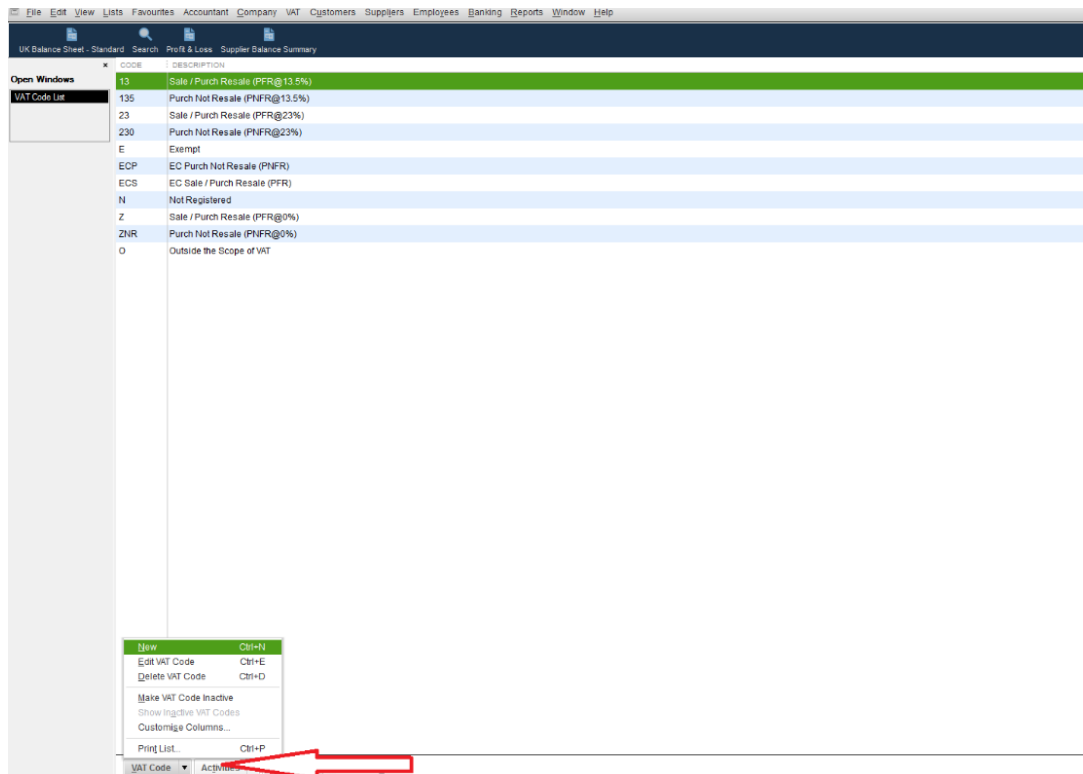 File Edit View Lists Favourites Accountant Company VAT Customers Suppliers Employees Banking Reports Window Help
UK Balance Sheet - Standard Search Profit & Loss Supplier Balance Summary
Open Windows
VAT Code List
CODE DESCRIPTION
13 Sale / Purch Resale (PFR@13.5%)
135 Purch Not Resale (PNFR@13.5%)
23 Sale / Purch Resale (PFR@23%)
230 Purch Not Resale (PNFR@23%)
E Exempt
ECP EC Purch Not Resale (PNFR)
ECS EC Sale / Purch Resale (PFR)
N Not Registered
Z Sale / Purch Resale (PFR@0%)
ZNR Purch Not Resale (PNFR@0%)
O Outside the Scope of VAT
New Ctrl+N
Edit VAT Code Ctrl+E
Delete VAT Code Ctrl+D
Make VAT Code Inactive
Show Inactive VAT Codes
Customise Columns...
Print List... Ctrl+P
VAT Code Activities